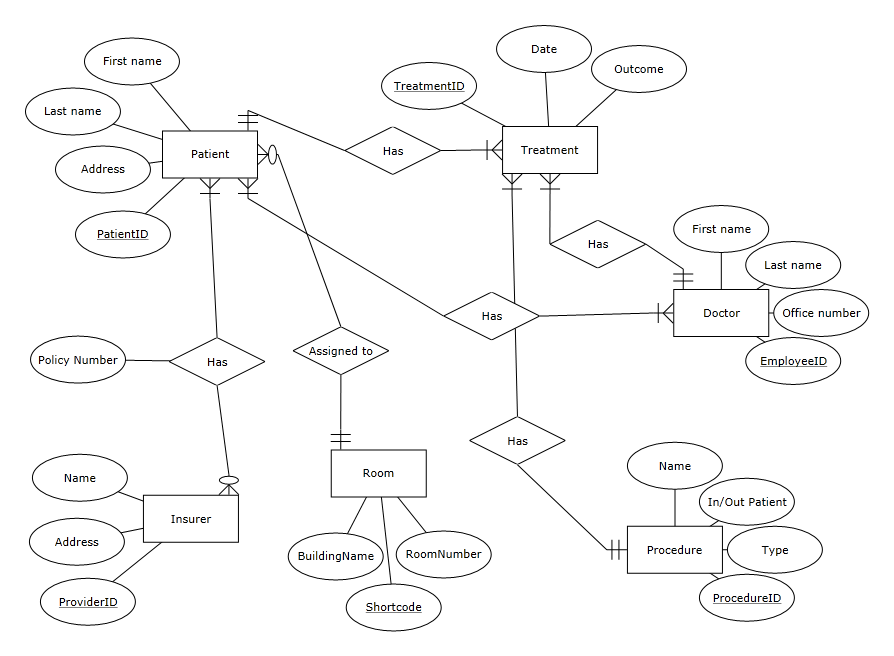 Date
First name
Outcome
TreatmentID
Last name
Patient
Has
Treatment
Address
First name
PatientID
Has
Last name
Has
Doctor
Office number
Assigned to
Policy Number
Has
EmployeeID
Has
Name
Room
Name
In/Out Patient
Insurer
Address
BuildingName
RoomNumber
Procedure
Type
ProviderID
Shortcode
ProcedureID